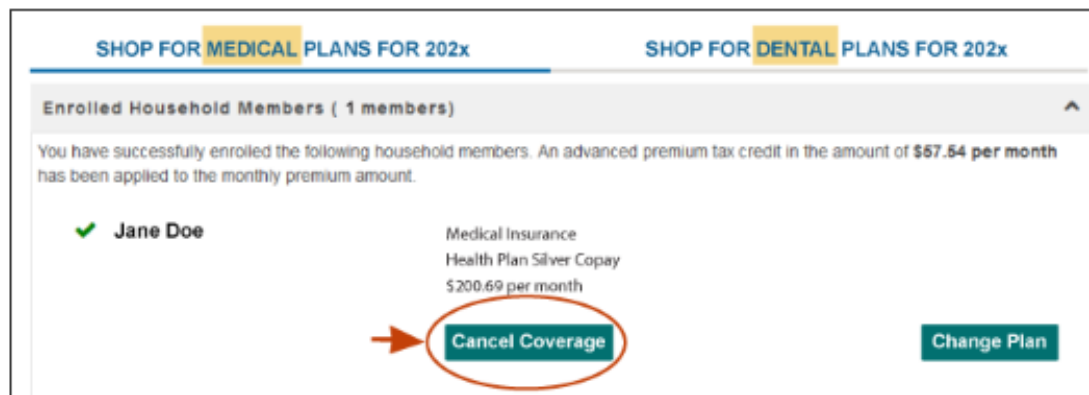 SHOP FOR MEDICAL PLANS FOR 202x
SHOP FOR DENTAL PLANS FOR 202x
Enrolled Household Members ( 1 members)
You have successfully enrolled the following household members. An advanced premium tax credit in the amount of $57.54 per month
has been applied to the monthly premium amount.
Jane Doe
Medical Insurance
Health Plan Silver Copay
$200.69 per month
Cancel Coverage
Change Plan